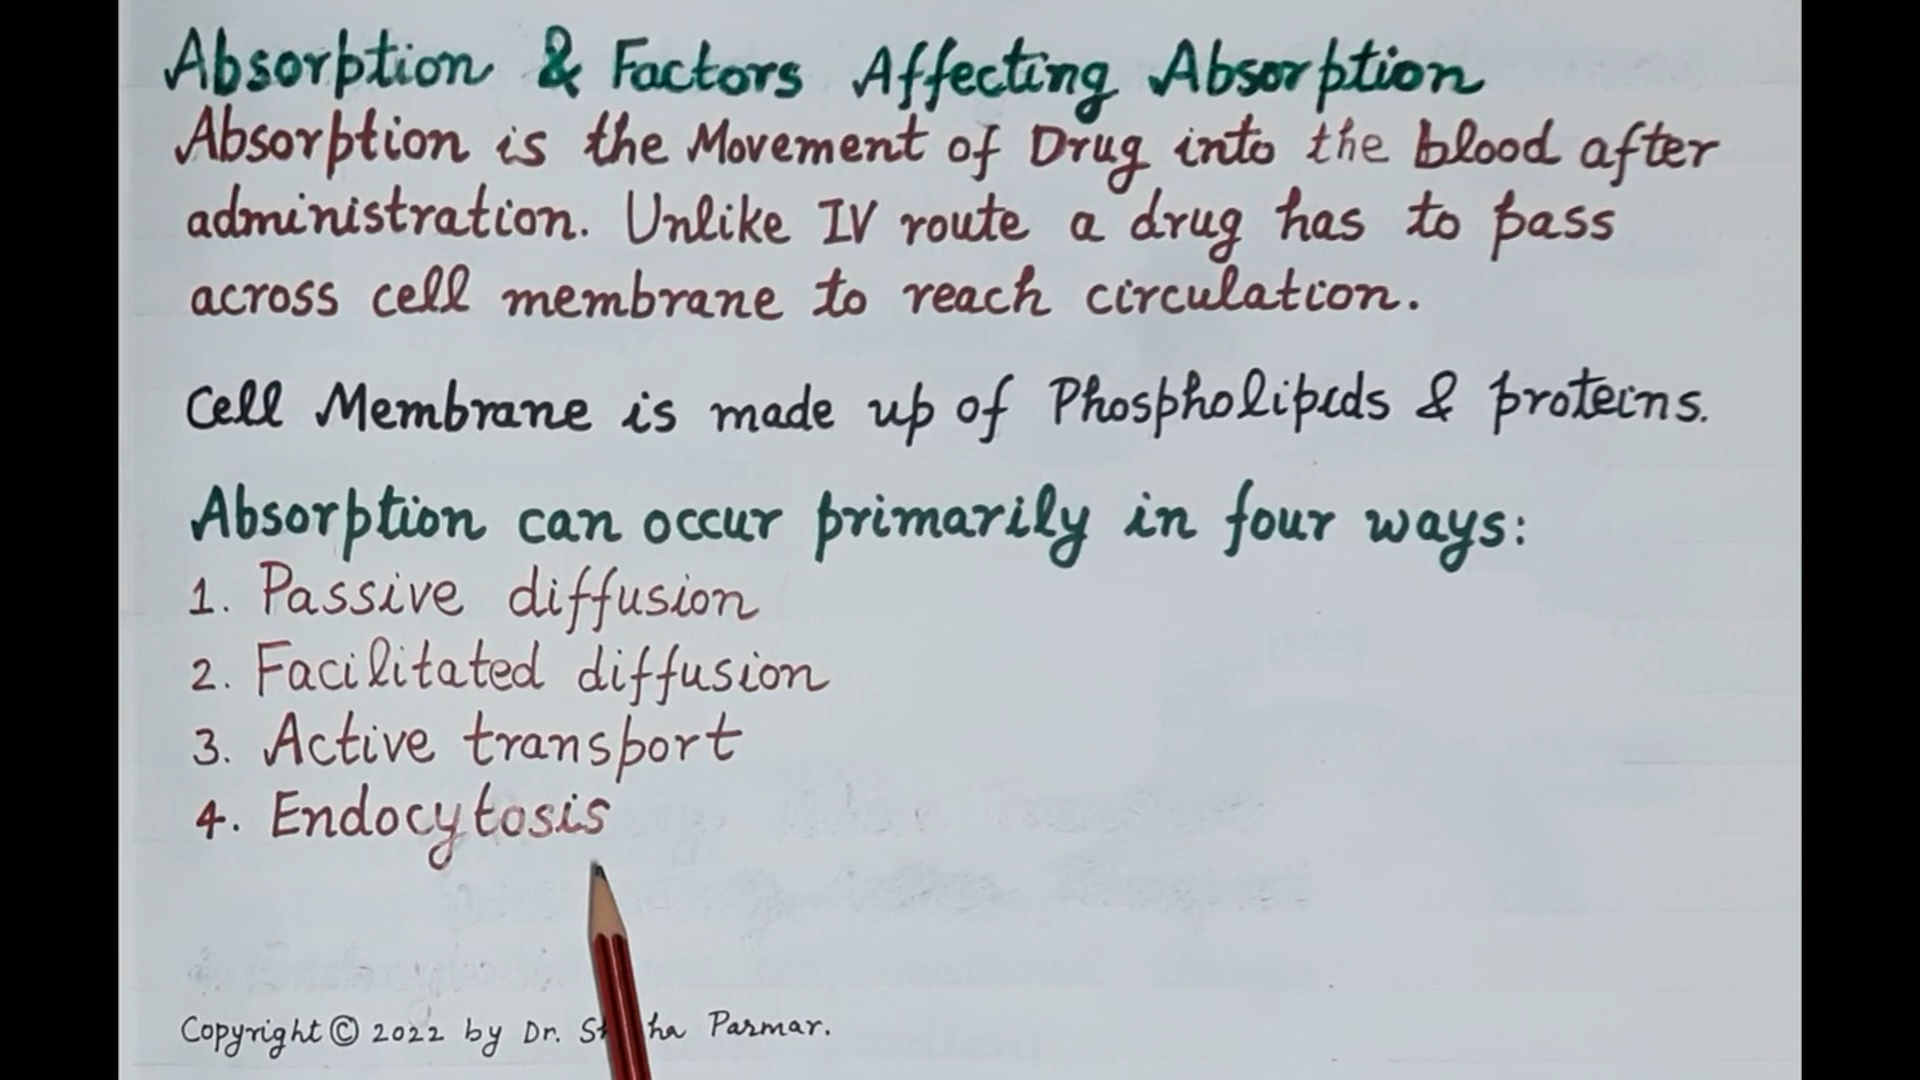 Absorption & Factors Affecting Absorption
Absorption is the Movement of Drug into the blood after
administration. Unlike IV route a drug has to pass
across cell membrane to reach circulation.
Cell Membrane is made up of Phospholipids & proteins.
Absorption can occur primarily in four ways:
1. Passive diffusion
2. Facilitated diffusion
3. Active transport
4. Endocytosis
Copyright © 2022 by Dr. Parmar.